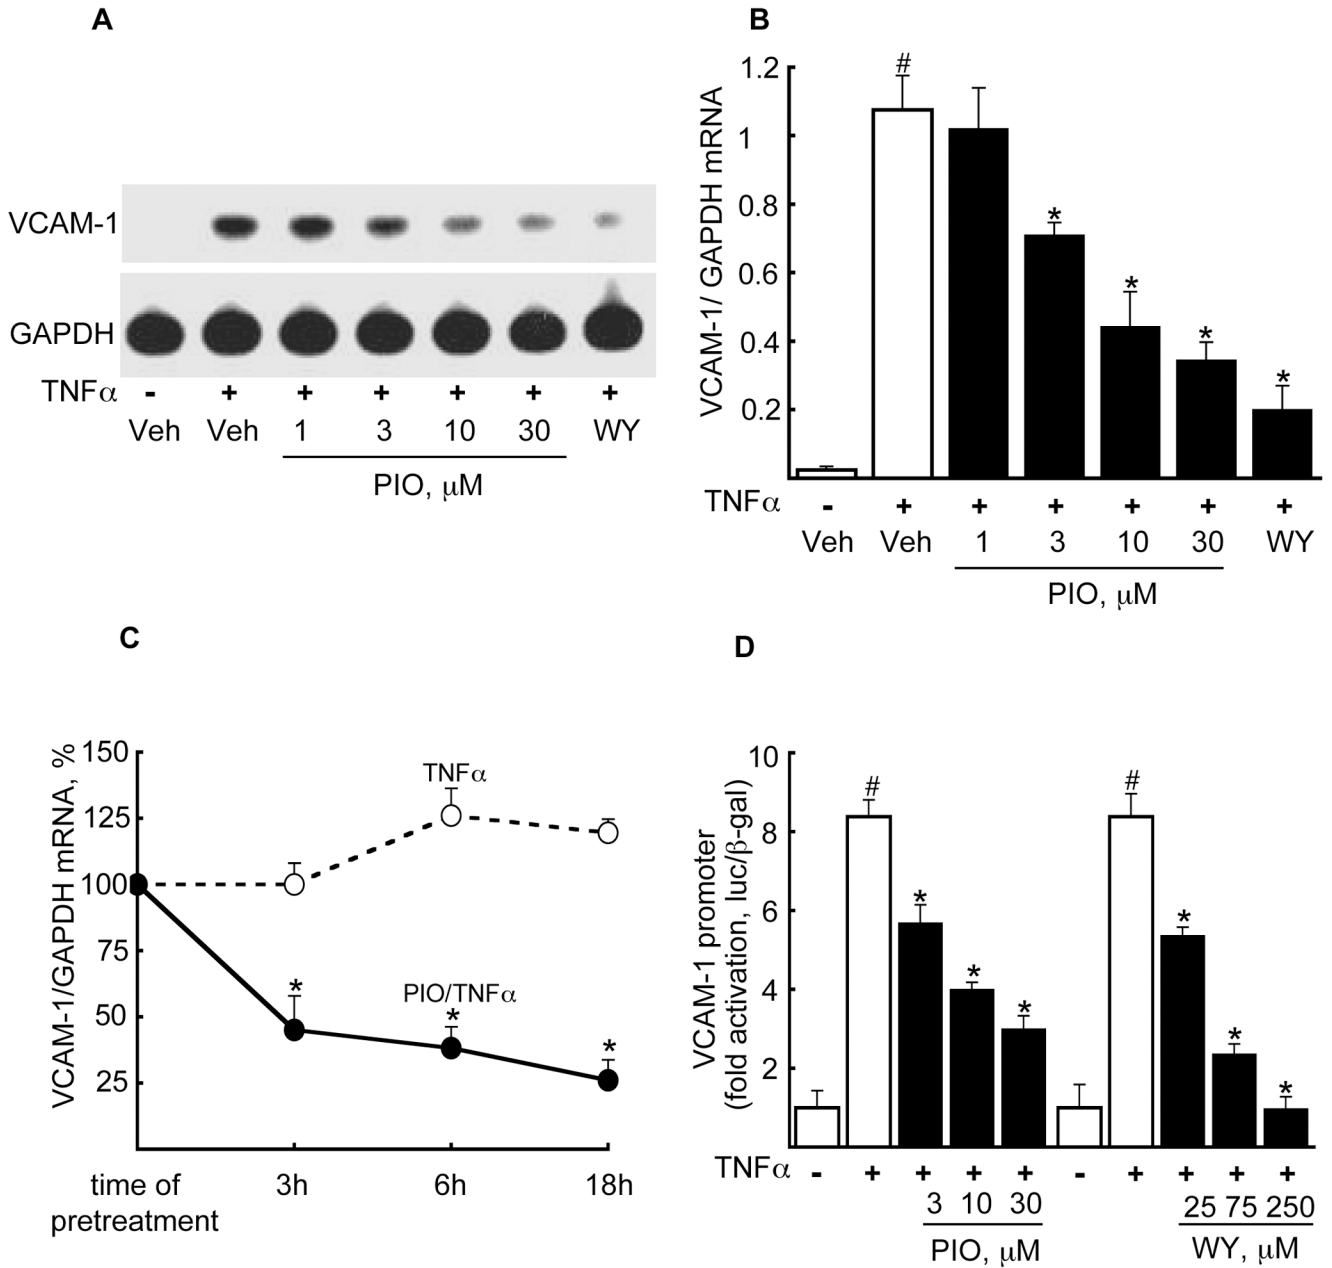 A
VCAM-1
GAPDH
TNFα - + + + + + +
Veh Veh 1 3 10 30 WY
PIO, μM
B
VCAM-1/ GAPDH mRNA
1.2
1
0.8
0.6
0.4
0.2
#
*
*
*
*
TNFα - + + + + + +
Veh Veh 1 3 10 30 WY
PIO, μM
C
VCAM-1/GAPDH mRNA, %
150
125
100
75
50
25
TNFα
PIO/TNFα
*
*
*
time of 3h 6h 18h
pretreatment
D
VCAM-1 promoter
(fold activation, luc/β-gal)
10
8
6
4
2
#
*
*
*
#
*
*
*
TNFα - + + + + - + + + +
3 10 30 25 75 250
PIO, μM WY, μM